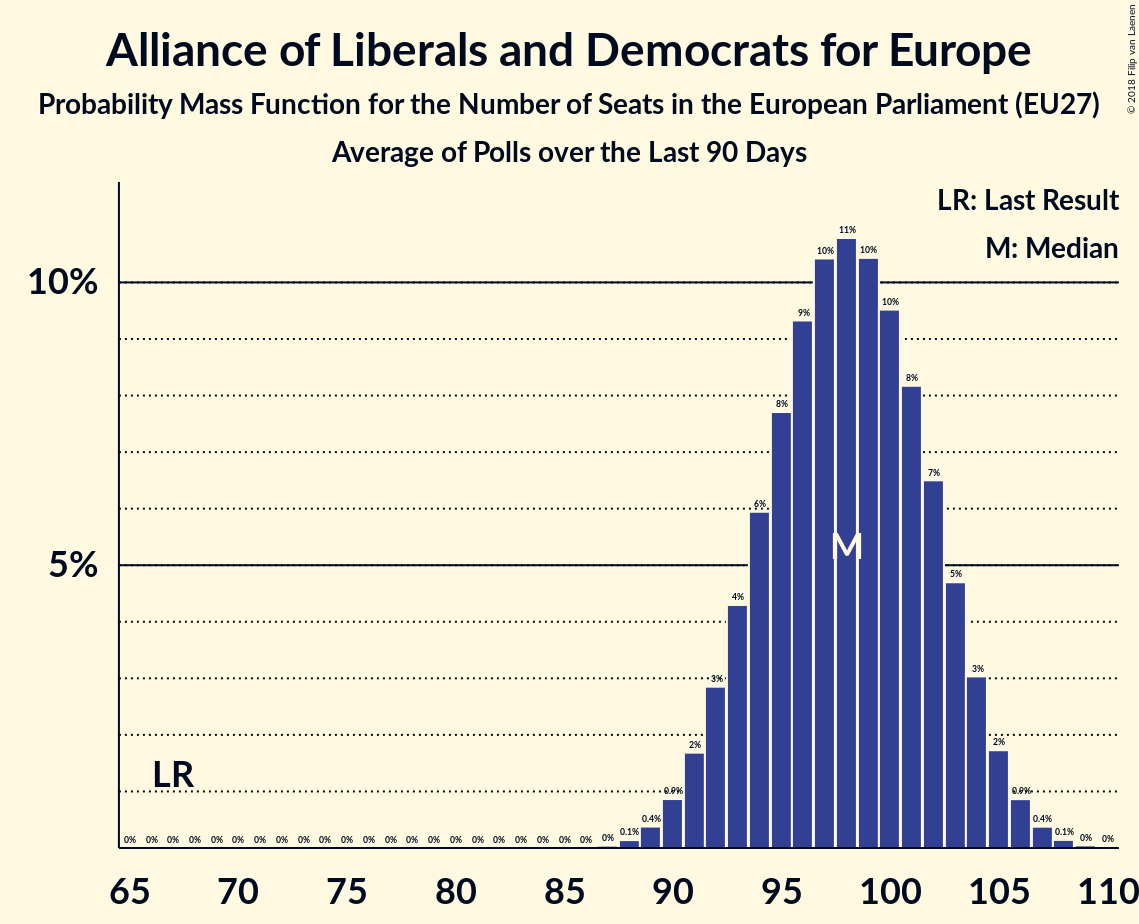 Alliance of Liberals and Democrats for Europe
Probability Mass Function for the Number of Seats in the European Parliament (EU27)
Average of Polls over the Last 90 Days
© 2018 Filip van Laenen
LR: Last Result
M: Median
10%
5%
LR
M
0% 0% 0% 0% 0% 0% 0% 0% 0% 0% 0% 0% 0% 0% 0% 0% 0% 0% 0% 0% 0% 0% 0% 0.1% 0.4% 0.9% 2% 3% 4% 6% 8% 9% 10% 11% 10% 10% 8% 7% 5% 3% 2% 0.9% 0.4% 0.1% 0% 0%
65 70 75 80 85 90 95 100 105 110